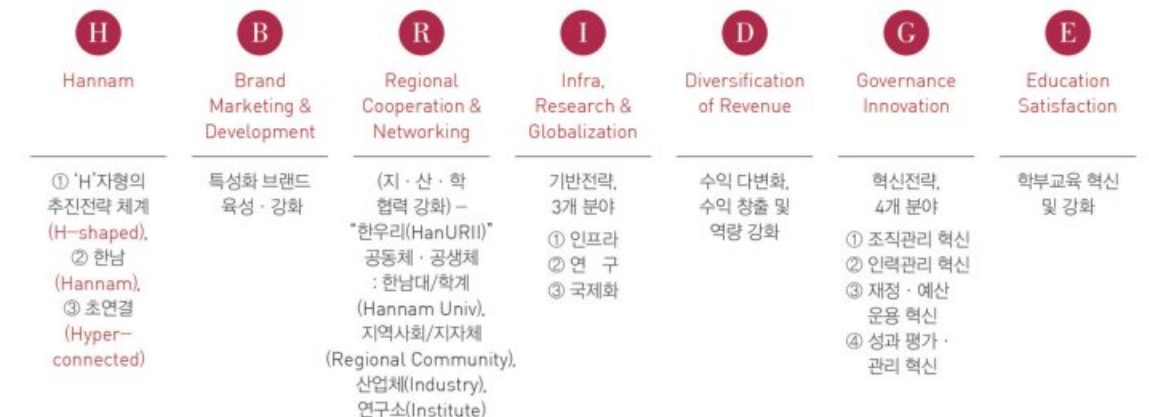 H
Hannam
① ‘H’자형의
추진전략 체계
(H-shaped),
② 한남
(Hannam),
③ 초연결
(Hyper-
connected)
B
Brand
Marketing &
Development
특성화 브랜드
육성 · 강화
R
Regional
Cooperation &
Networking
(지 · 산 · 학
협력 강화) –
“한우리(HanURII)”
공동체 · 공생체
: 한남대/학계
(Hannam Univ),
지역사회/지자체
(Regional Community),
산업체(Industry),
연구소(Institute)
I
Infra,
Research &
Globalization
기반전략,
3개 분야
① 인프라
② 연 구
③ 국제화
D
Diversification
of Revenue
수익 다변화,
수익 창출 및
역량 강화
G
Governance
Innovation
혁신전략,
4개 분야
① 조직관리 혁신
② 인력관리 혁신
③ 재정 · 예산
운용 혁신
④ 성과 평가 ·
관리 혁신
E
Education
Satisfaction
학부교육 혁신
및 강화